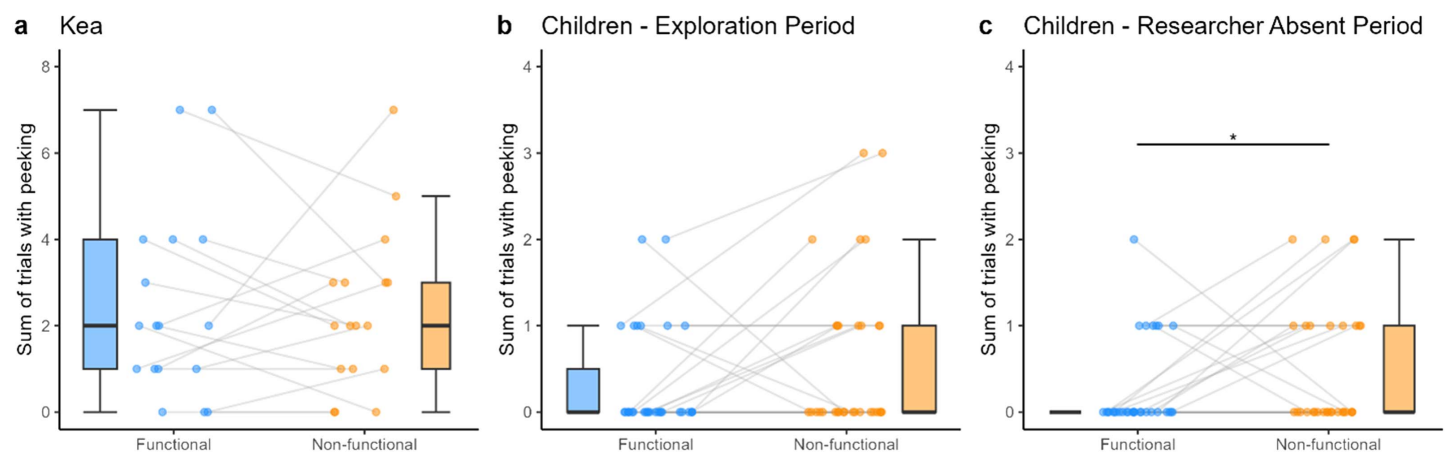 a Kea
Sum of trials with peeking
8
6
4
2
0
Functional
Non-functional
b Children - Exploration Period
Sum of trials with peeking
4
3
2
1
0
Functional
Non-functional
c Children - Researcher Absent Period
Sum of trials with peeking
4
3
2
1
0
*
Functional
Non-functional